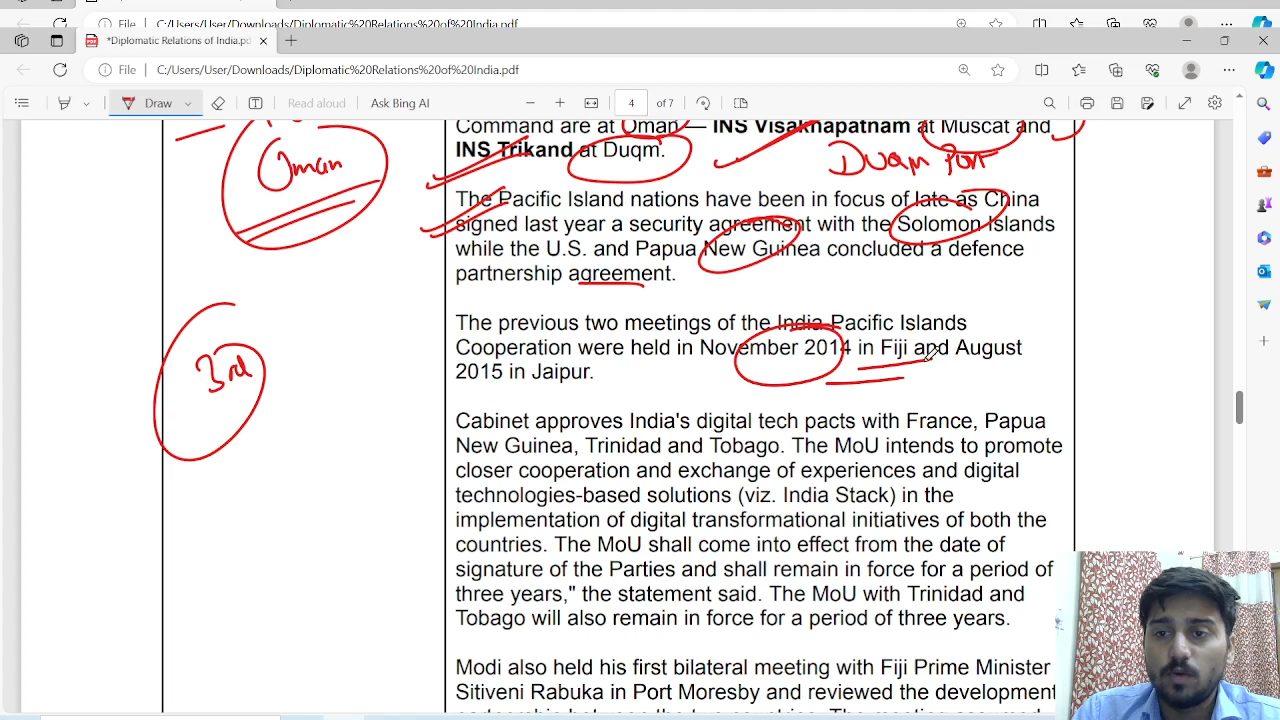 File C:/Users/User/Downloads/Diplomatic%20Relations%20of%20India.pdf
*Diplomatic Relations of India.pd
File C:/Users/User/Downloads/Diplomatic%20Relations%20of%20India.pdf
Draw Read aloud Ask Bing AI 4 of 7
Command are at Oman — INS Visakhapatnam at Muscat and
INS Trikand at Duqm.
Oman
Duqm Port
The Pacific Island nations have been in focus of late as China
signed last year a security agreement with the Solomon Islands
while the U.S. and Papua New Guinea concluded a defence
partnership agreement.
The previous two meetings of the India Pacific Islands
Cooperation were held in November 2014 in Fiji and August
2015 in Jaipur.
3rd
Cabinet approves India's digital tech pacts with France, Papua
New Guinea, Trinidad and Tobago. The MoU intends to promote
closer cooperation and exchange of experiences and digital
technologies-based solutions (viz. India Stack) in the
implementation of digital transformational initiatives of both the
countries. The MoU shall come into effect from the date of
signature of the Parties and shall remain in force for a period of
three years," the statement said. The MoU with Trinidad and
Tobago will also remain in force for a period of three years.
Modi also held his first bilateral meeting with Fiji Prime Minister
Sitiveni Rabuka in Port Moresby and reviewed the development